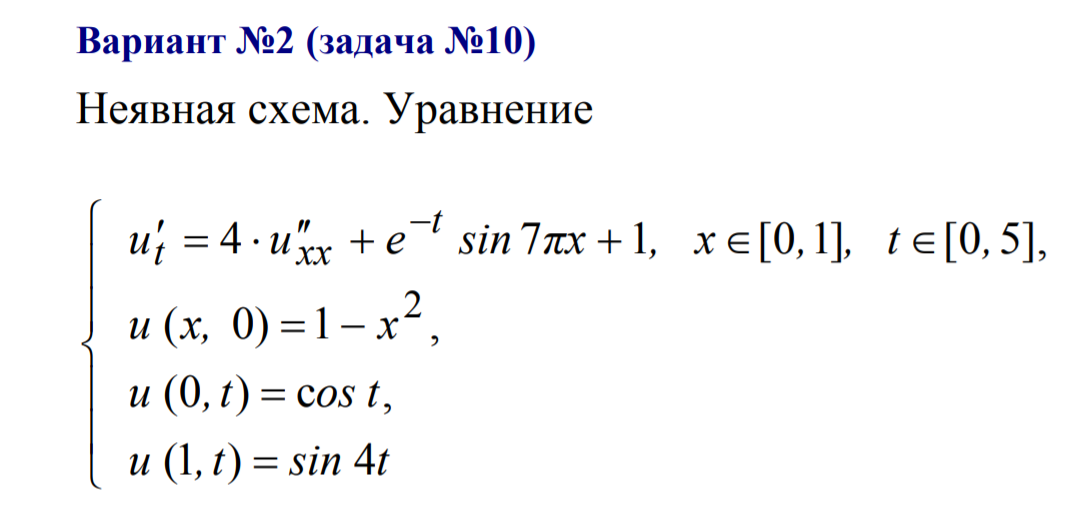 Вариант №2 (задача №10)
Неявная схема. Уравнение
u′ₜ = 4 · u″ₓₓ + e⁻ᵗ sin 7πx + 1, x ∈ [0, 1], t ∈ [0, 5],
u (x, 0) = 1 – x²,
u (0, t) = cos t,
u (1, t) = sin 4t